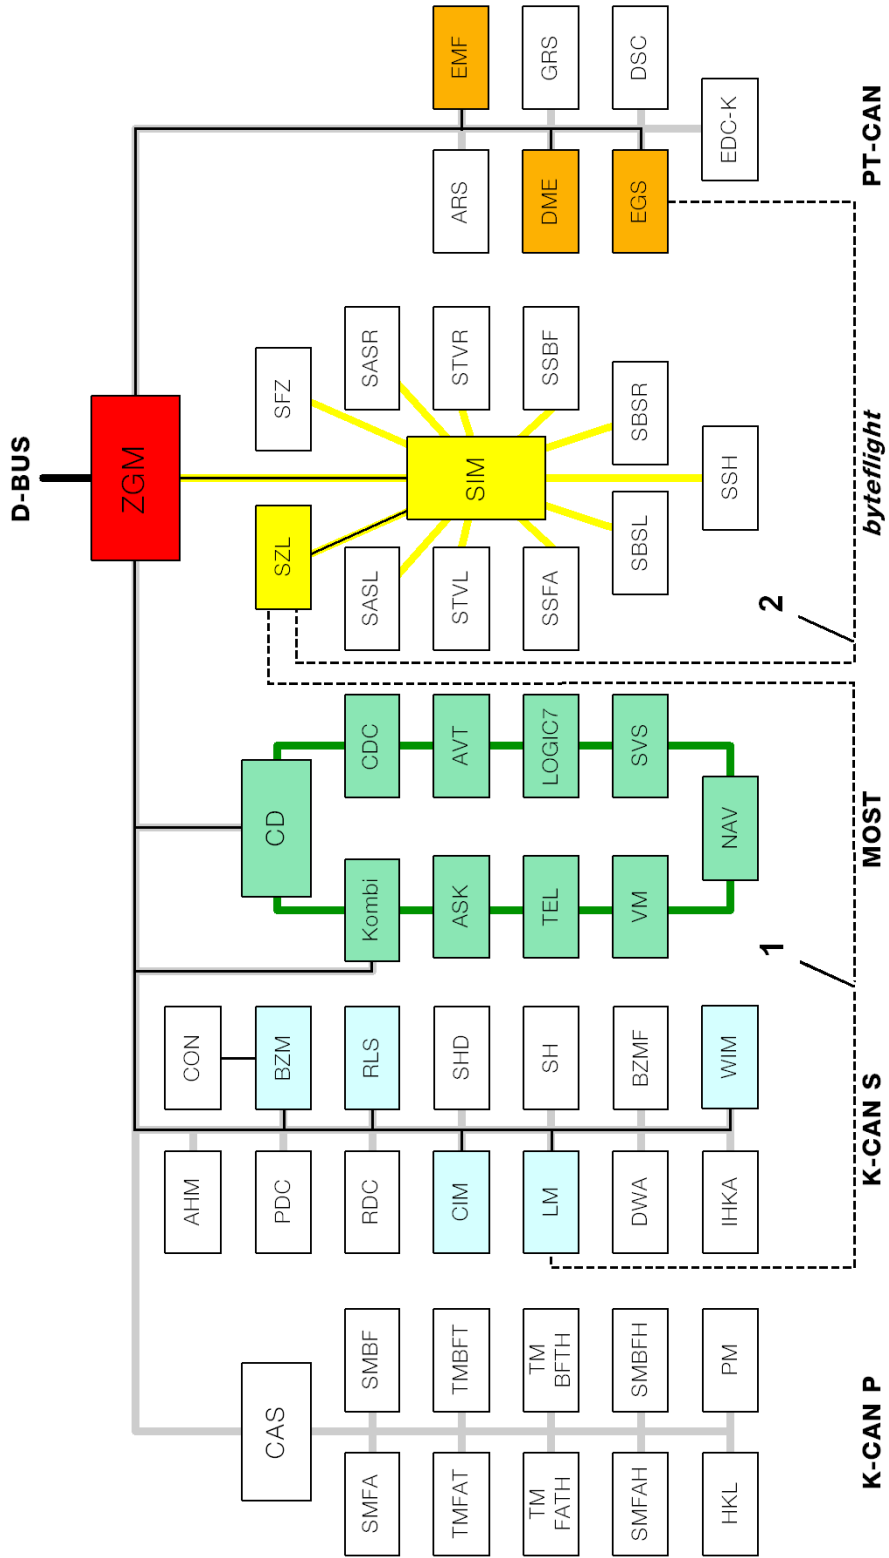 D-BUS
ZGM
CAS
SMFA
SMBF
TMFAT
TMBFT
TM
FATH
TM
BFTH
SMFAH
SMBFH
HKL
PM
K-CAN P
AHM
CON
PDC
BZM
RDC
RLS
CIM
SHD
LM
SH
DWA
BZMF
IHKA
WIM
K-CAN S
1
CD
Kombi
CDC
ASK
AVT
TEL
LOGIC7
VM
SVS
NAV
MOST
SZL
SFZ
SASL
SASR
STVL
SIM
STVR
SSFA
SSBF
SBSL
SBSR
SSH
2
byteflight
ARS
EMF
DME
GRS
EGS
DSC
EDC-K
PT-CAN